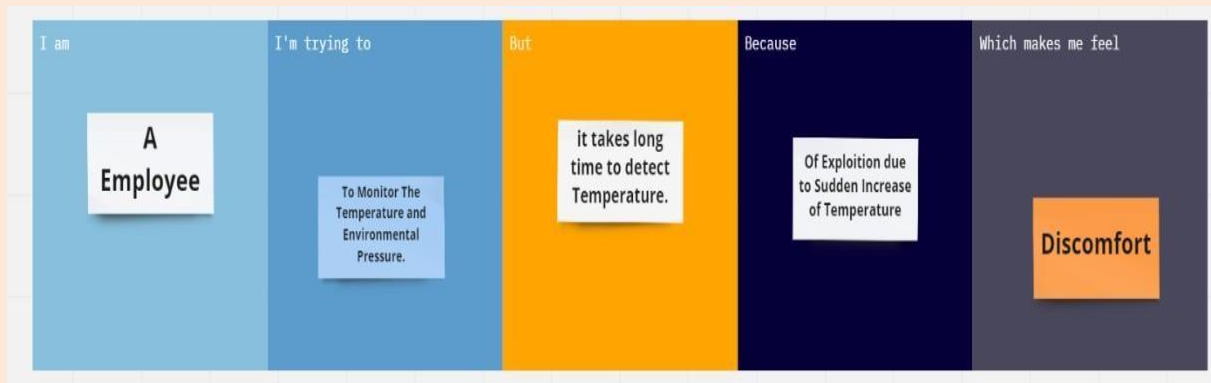 I am
A
Employee
I'm trying to
To Monitor The
Temperature and
Environmental
Pressure.
But
it takes long
time to detect
Temperature.
Because
Of Exploition due
to Sudden Increase
of Temperature
Which makes me feel
Discomfort